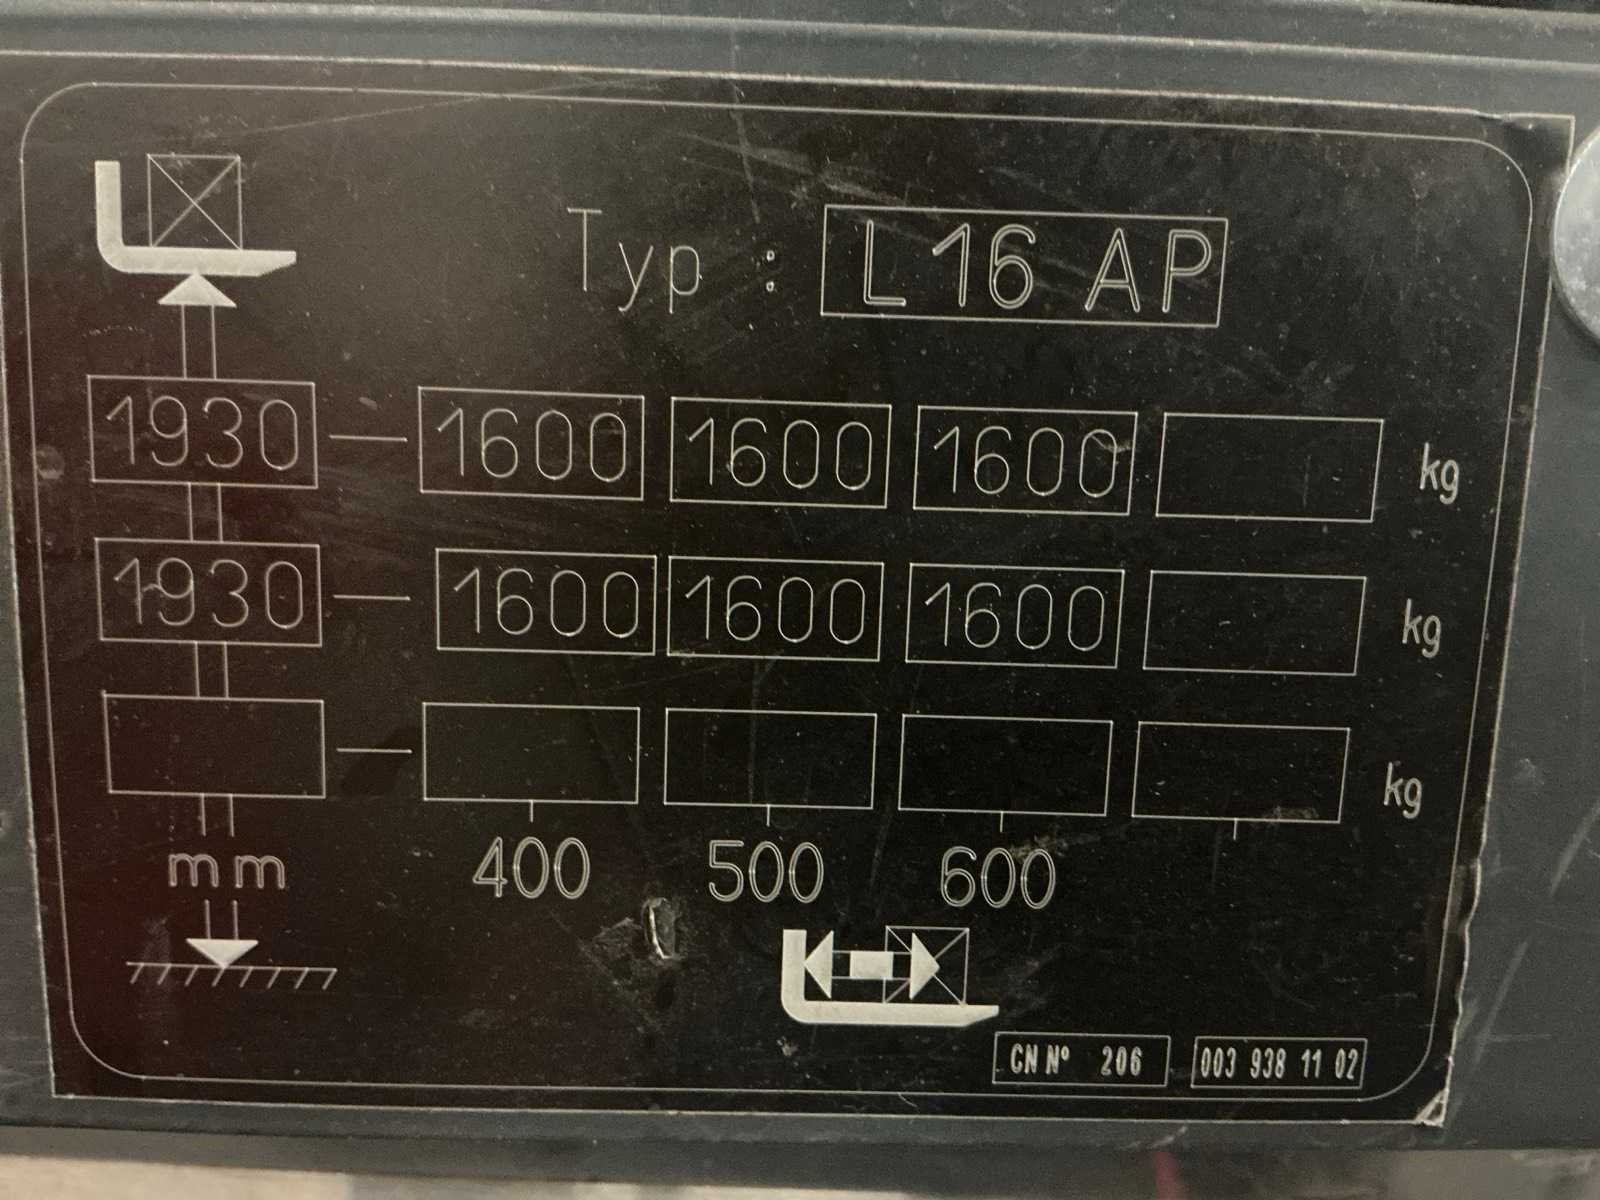 Typ : L 16 AP
1930 1600 1600 1600 kg
1930 1600 1600 1600 kg
kg
mm 400 500 600
CN Nº 206 003 938 11 02